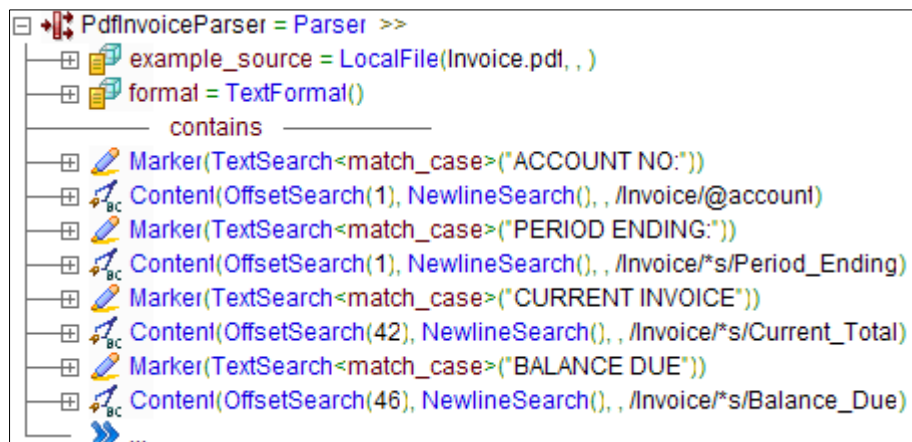 PdfInvoiceParser = Parser >>
example_source = LocalFile(Invoice.pdf, , )
format = TextFormat()
contains
Marker(TextSearch<match_case>("ACCOUNT NO:"))
Content(OffsetSearch(1), NewlineSearch(), , /Invoice/@account)
Marker(TextSearch<match_case>("PERIOD ENDING:"))
Content(OffsetSearch(1), NewlineSearch(), , /Invoice/*s/Period_Ending)
Marker(TextSearch<match_case>("CURRENT INVOICE"))
Content(OffsetSearch(42), NewlineSearch(), , /Invoice/*s/Current_Total)
Marker(TextSearch<match_case>("BALANCE DUE"))
Content(OffsetSearch(46), NewlineSearch(), , /Invoice/*s/Balance_Due)
...